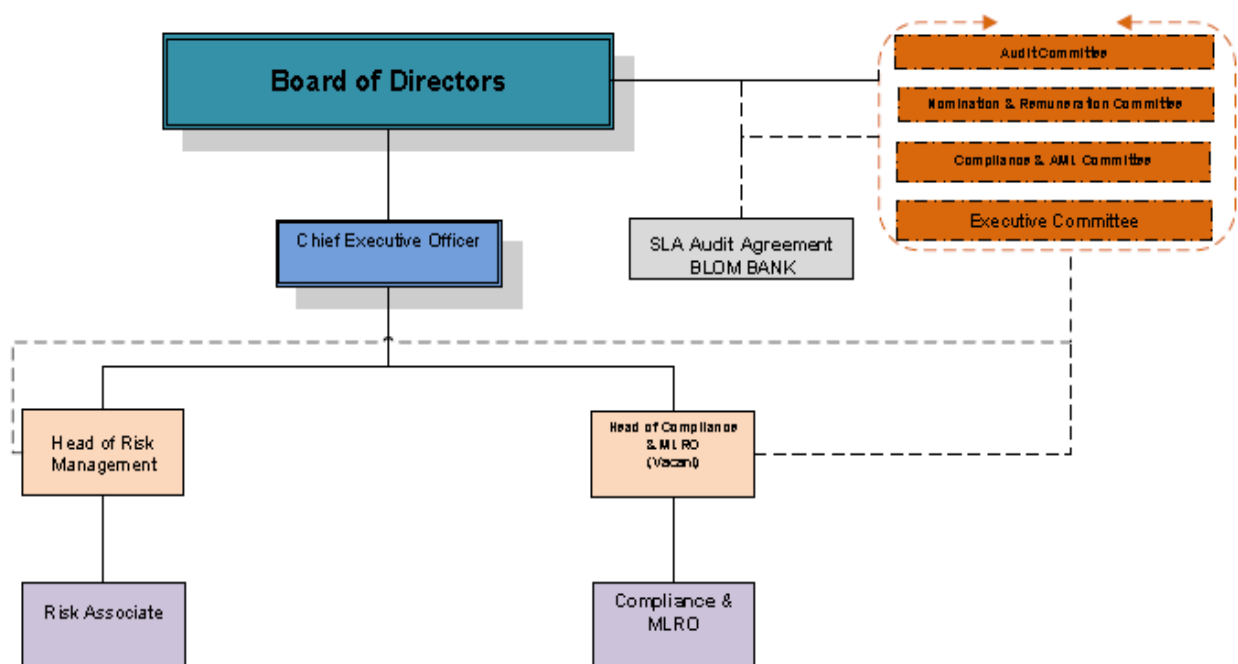 Board of Directors
Audit Committee
Nomination & Remuneration Committee
Compliance & AML Committee
Executive Committee
Chief Executive Officer
SLA Audit Agreement
BLOM BANK
Head of Risk
Management
Head of Compliance
& MLRO
(Vacant)
Risk Associate
Compliance &
MLRO